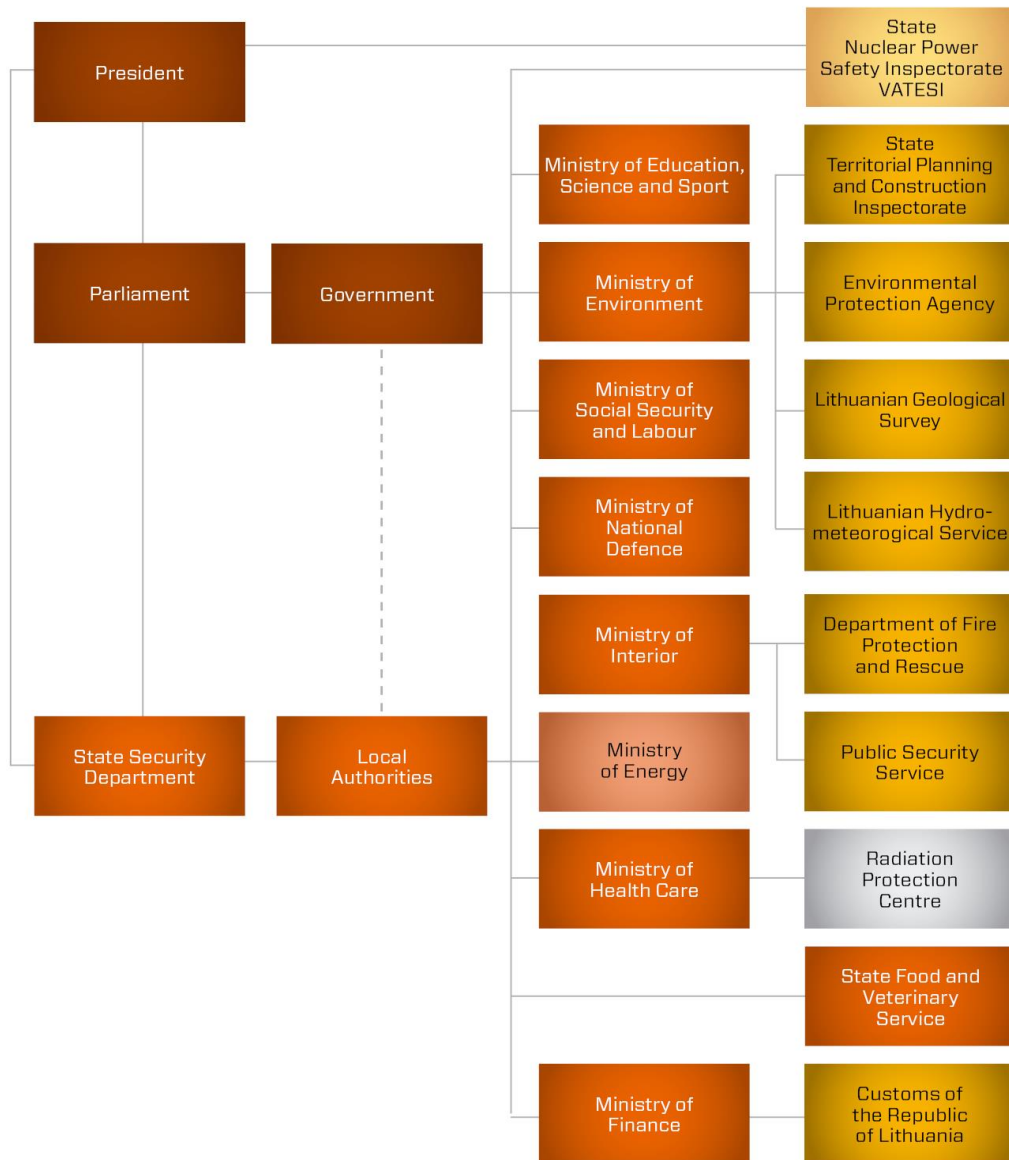 President
State
Nuclear Power
Safety Inspectorate
VATESI
Ministry of Education,
Science and Sport
State
Territorial Planning
and Construction
Inspectorate
Parliament
Government
Ministry of
Environment
Environmental
Protection Agency
Ministry of
Social Security
and Labour
Lithuanian Geological
Survey
Ministry of
National
Defence
Lithuanian Hydro-
meteorogical Service
Ministry of
Interior
Department of Fire
Protection
and Rescue
State Security
Department
Local
Authorities
Ministry
of Energy
Public Security
Service
Ministry of
Health Care
Radiation
Protection
Centre
State Food and
Veterinary
Service
Ministry of
Finance
Customs of
the Republic
of Lithuania